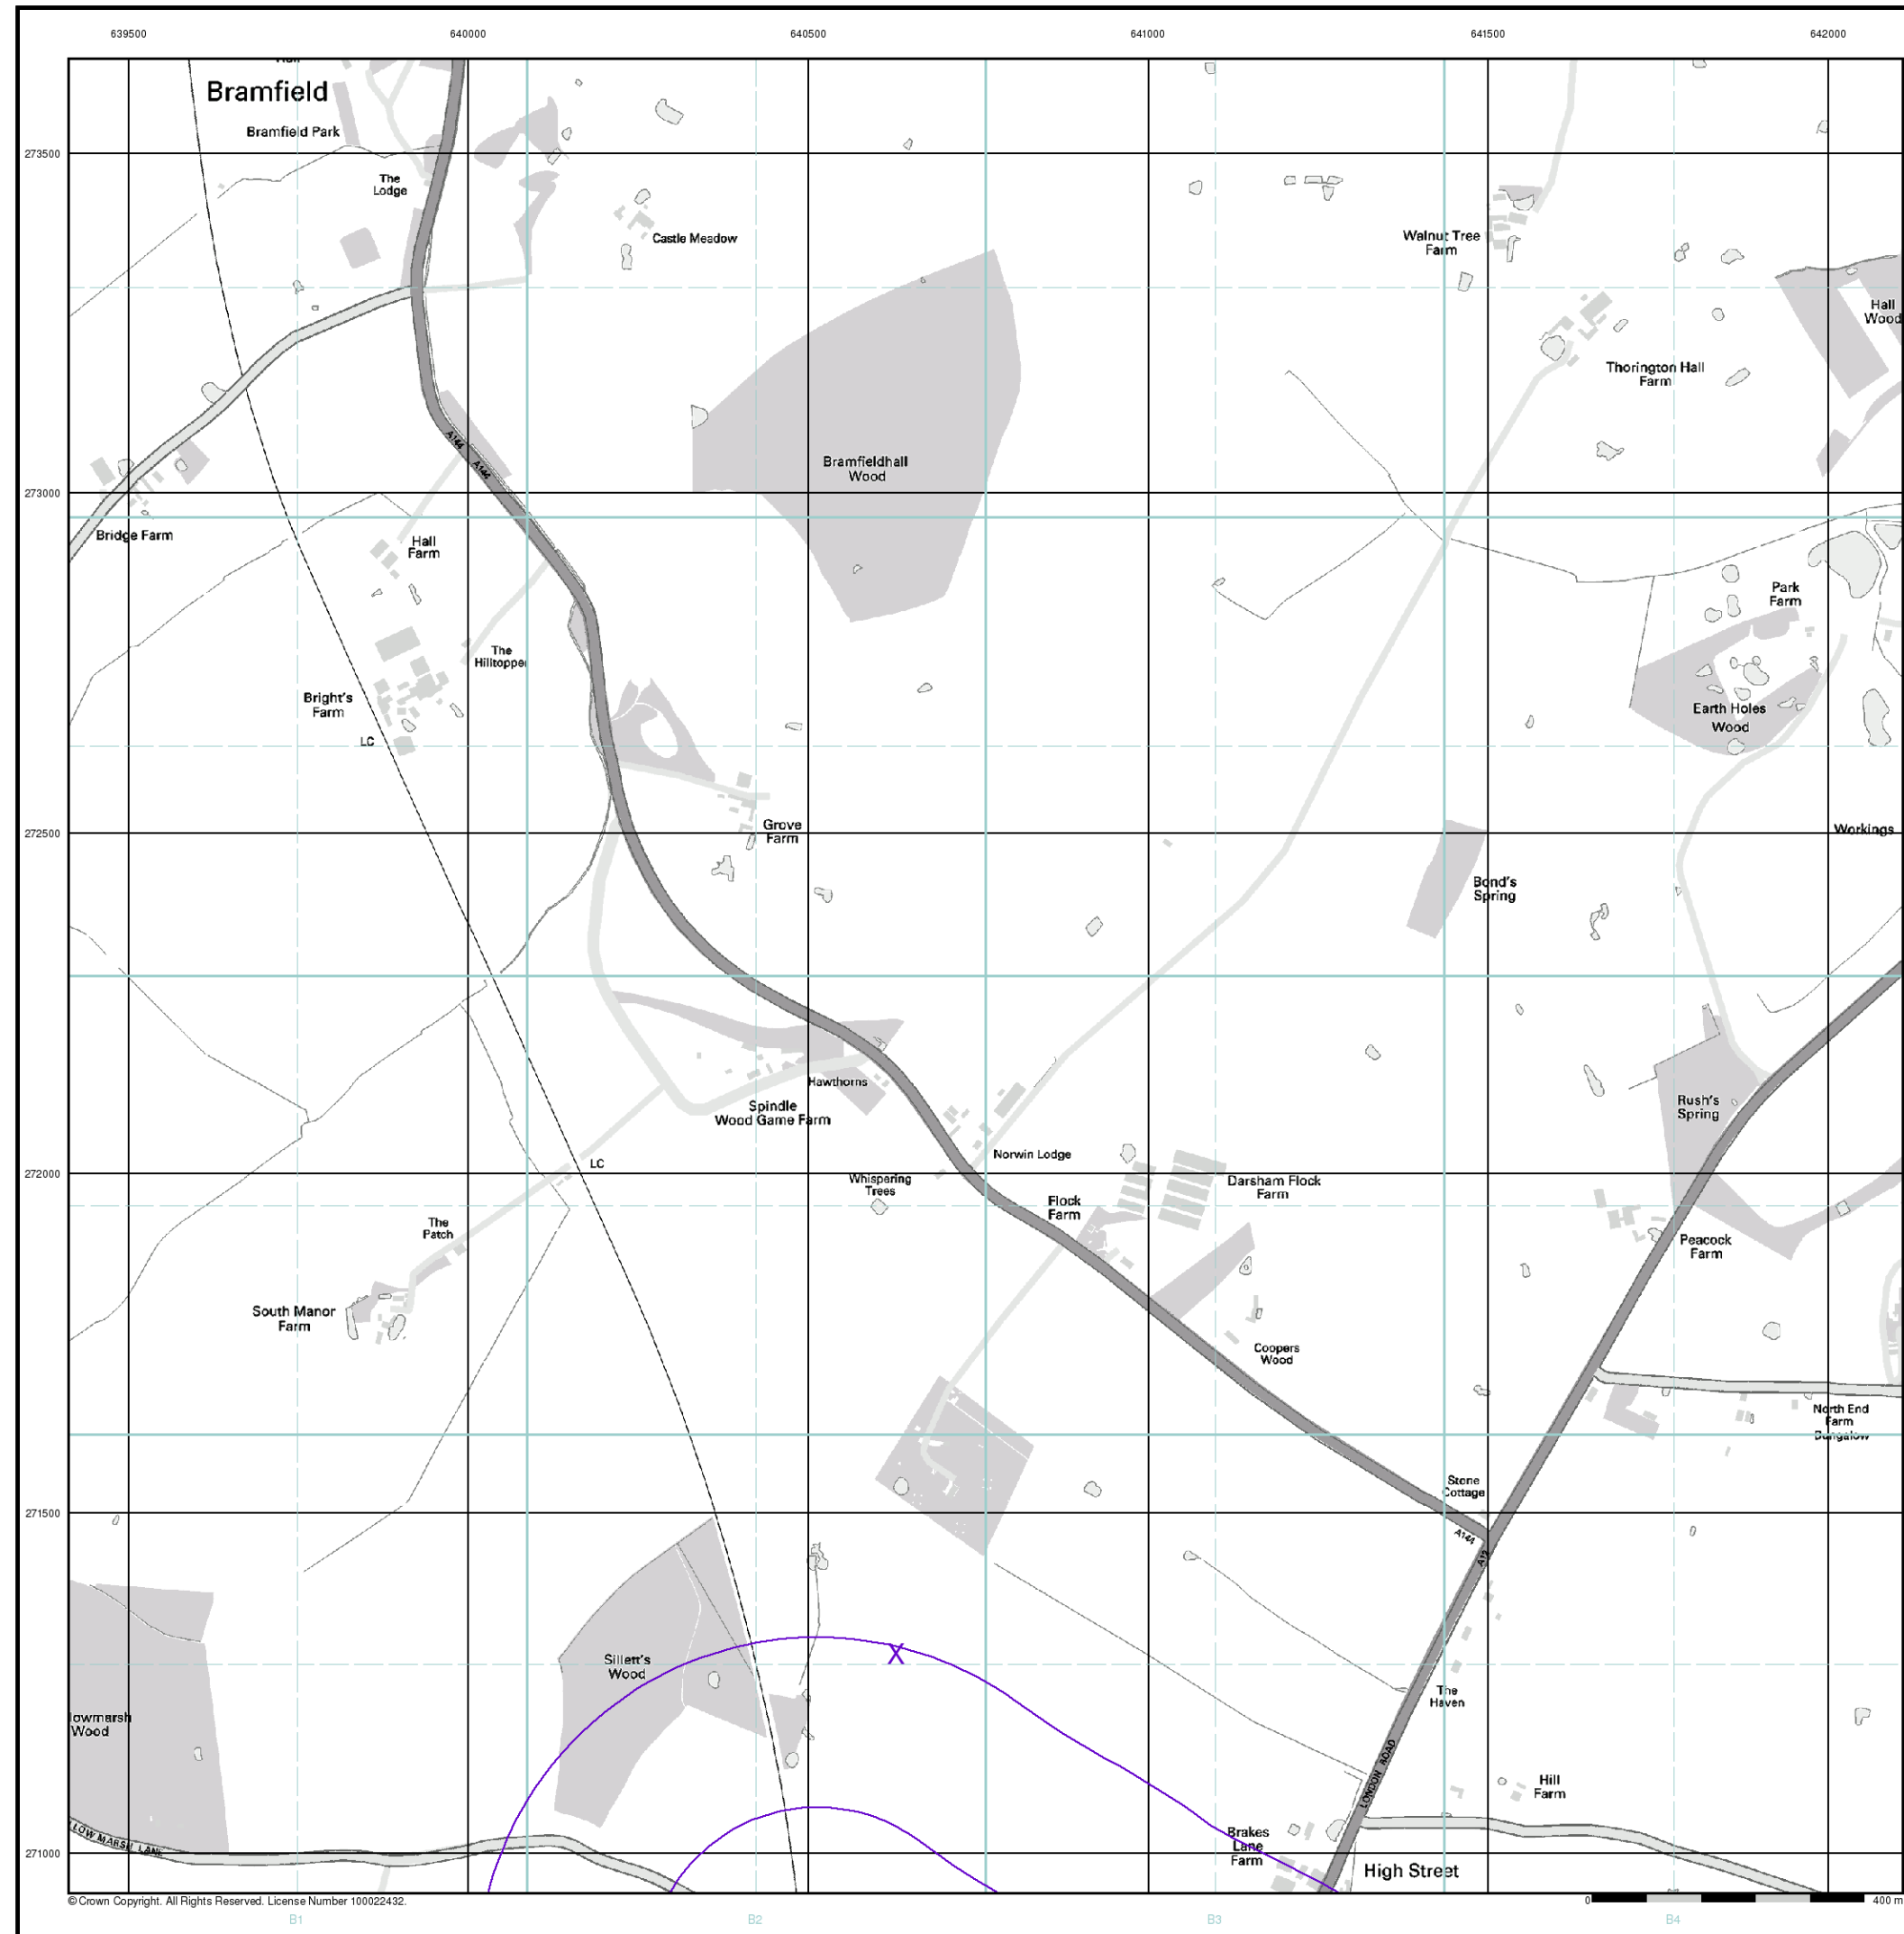 639500 640000 640500 641000 641500 642000
Bramfield
Bramfield Park
273500
The
Lodge
Castle Meadow
Walnut Tree
Farm
Hall
Wood
Thorington Hall
Farm
A144
A144
Bramfieldhall
Wood
273000
Bridge Farm
Hall
Farm
Park
Farm
The
Hilltopper
Bright's
Farm
LC
Earth Holes
Wood
272500
Grove
Farm
Workings
Bond's
Spring
Hawthorns
Spindle
Wood Game Farm
Rush's
Spring
Norwin Lodge
LC
272000
Whispering
Trees
Darsham Flock
Farm
Flock
Farm
The
Patch
Peacock
Farm
South Manor
Farm
Coopers
Wood
North End
Farm
Bungalow
Stone
Cottage
271500
A144
A12
X
Sillett's
Wood
The
Haven
lowmarsh
Wood
LONDON ROAD
Hill
Farm
LOW MARSH LANE
Brakes
Lane
Farm
271000
High Street
© Crown Copyright. All Rights Reserved. License Number 100022432.
0 400 m
B1 B2 B3 B4